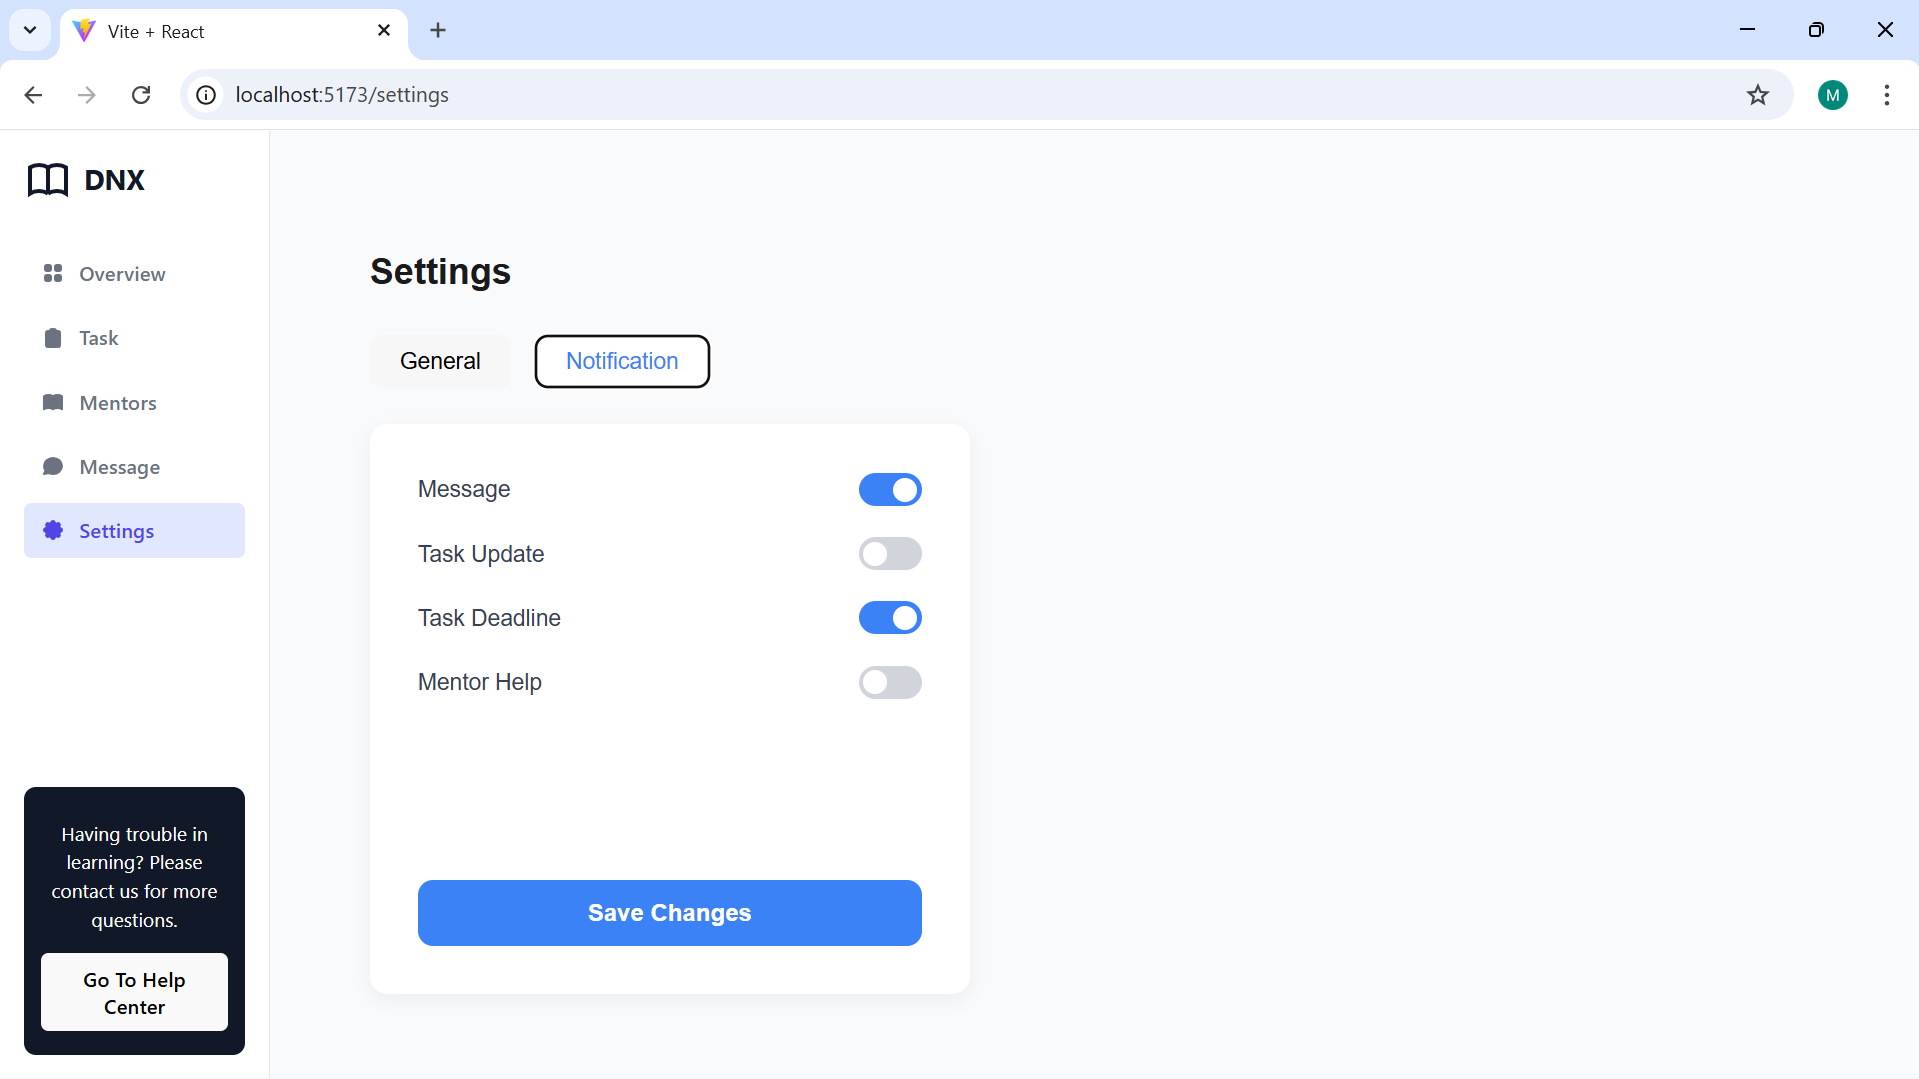 Vite + React
localhost:5173/settings
M
DNX
Overview
Task
Mentors
Message
Settings
Having trouble in
learning? Please
contact us for more
questions.
Go To Help
Center
Settings
General
Notification
Message
Task Update
Task Deadline
Mentor Help
Save Changes